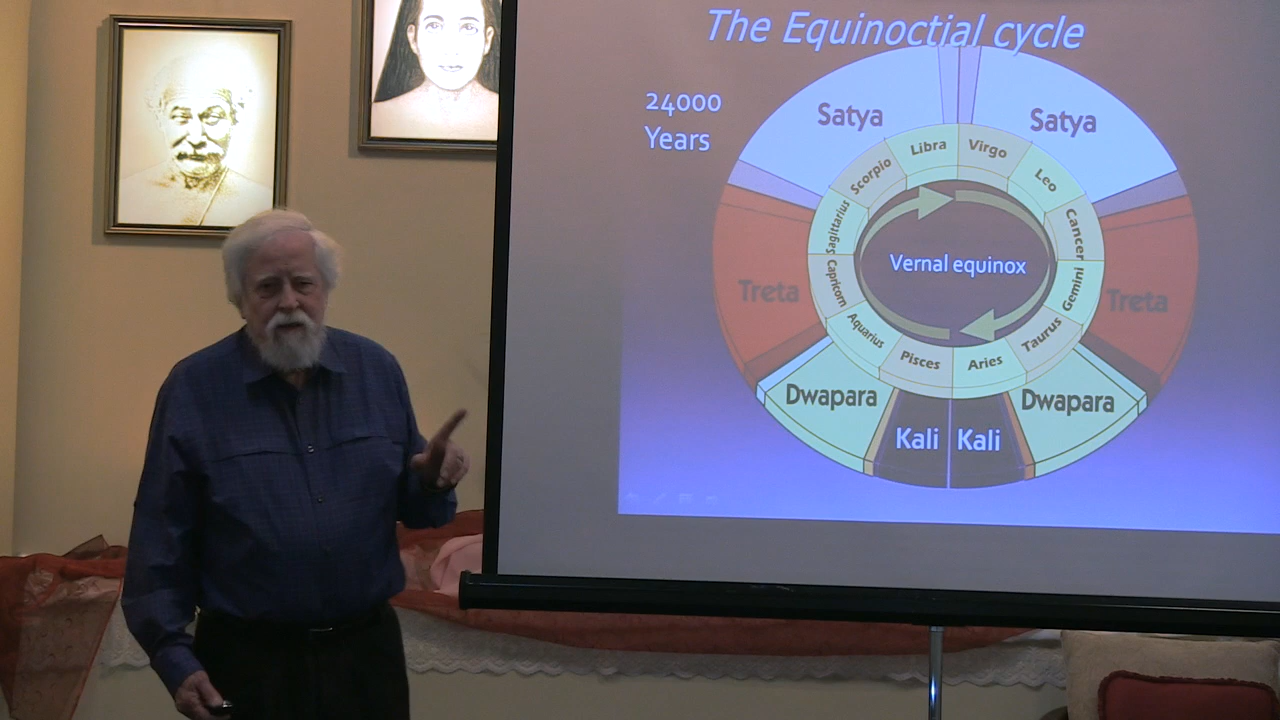 The Equinoctial cycle
24000
Years
Satya
Satya
Libra
Virgo
Scorpio
Leo
Sagittarius
Cancer
Vernal equinox
Treta
Treta
Capricorn
Gemini
Aquarius
Taurus
Pisces
Aries
Dwapara
Dwapara
Kali
Kali